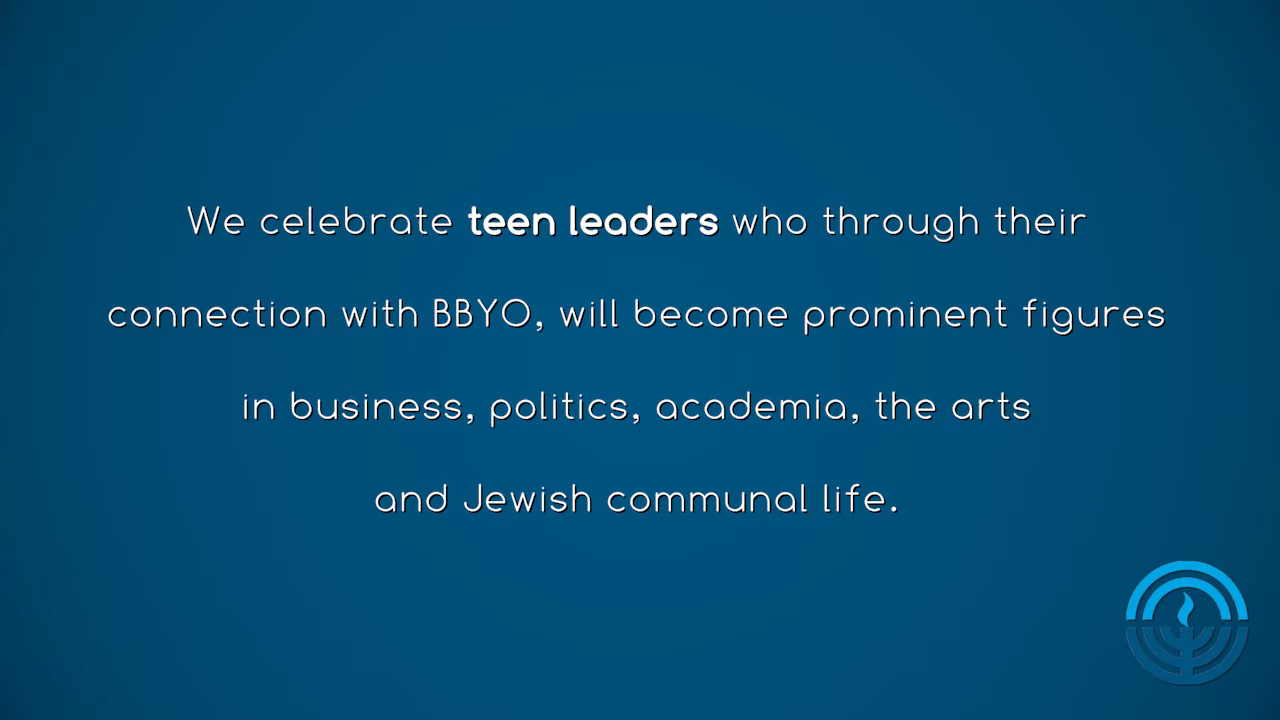 We celebrate teen leaders who through their
connection with BBYO, will become prominent figures
in business, politics, academia, the arts
and Jewish communal life.